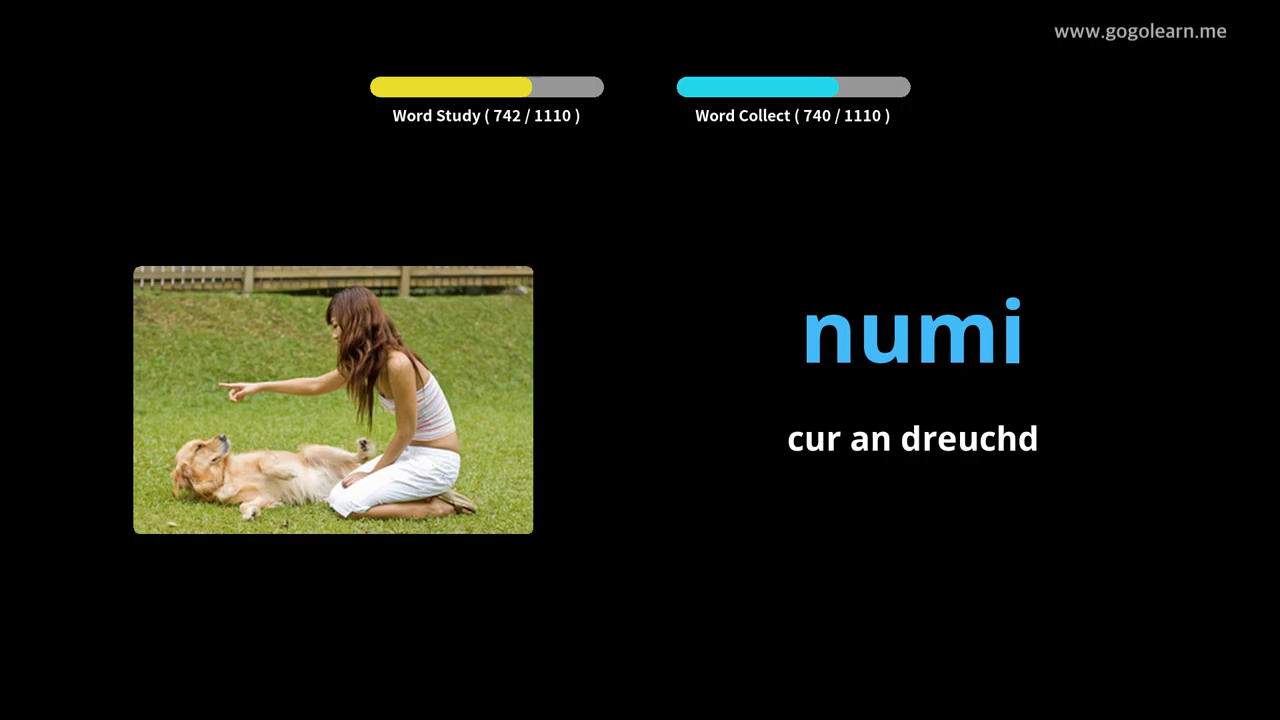 www.gogolearn.me
Word Study ( 742 / 1110 )
Word Collect ( 740 / 1110 )
numi
cur an dreuchd